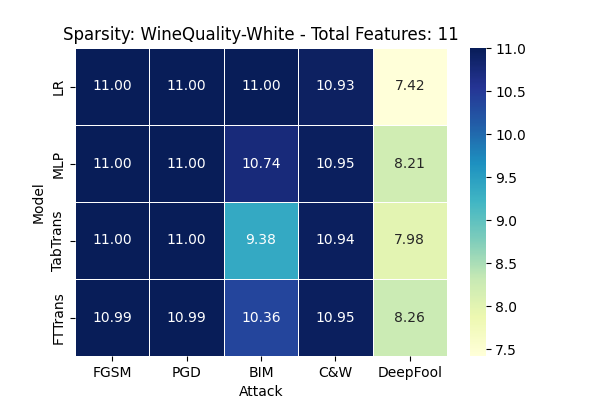 Sparsity: WineQuality-White - Total Features: 11
LR 11.00 11.00 11.00 10.93 7.42
MLP 11.00 11.00 10.74 10.95 8.21
TabTrans 11.00 11.00 9.38 10.94 7.98
FTTrans 10.99 10.99 10.36 10.95 8.26
Model
FGSM PGD BIM C&W DeepFool
Attack
11.0
10.5
10.0
9.5
9.0
8.5
8.0
7.5